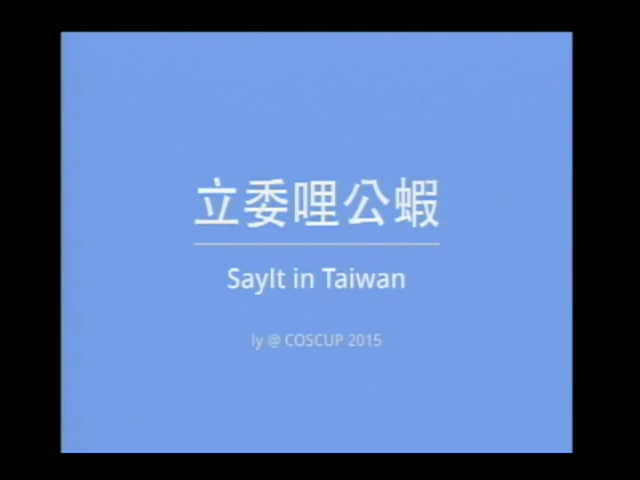 立委哩公蝦
SayIt in Taiwan
ly @ COSCUP 2015